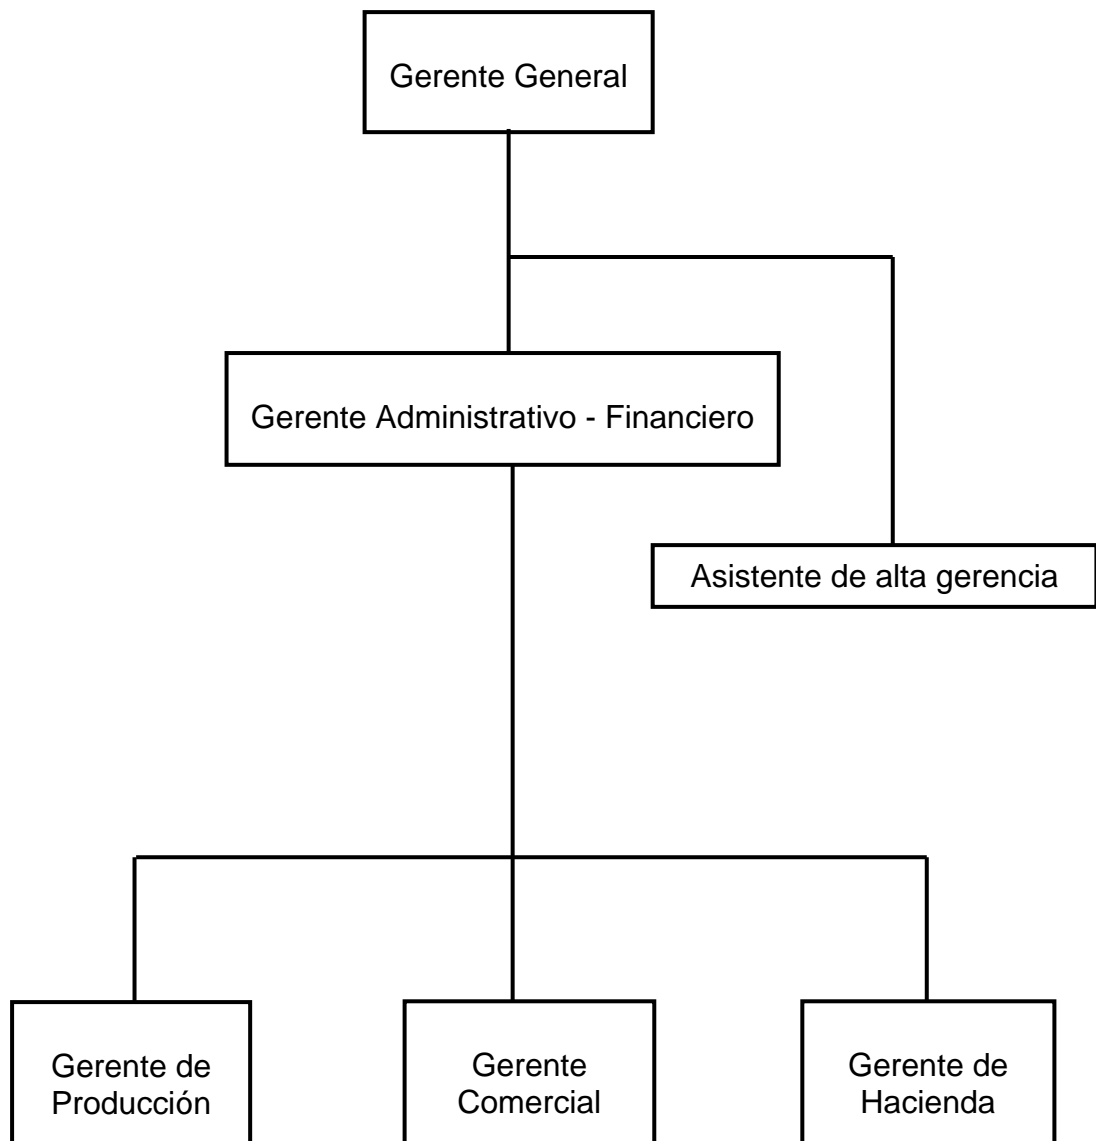 Gerente General
Gerente Administrativo - Financiero
Asistente de alta gerencia
Gerente de
Producción
Gerente
Comercial
Gerente de
Hacienda